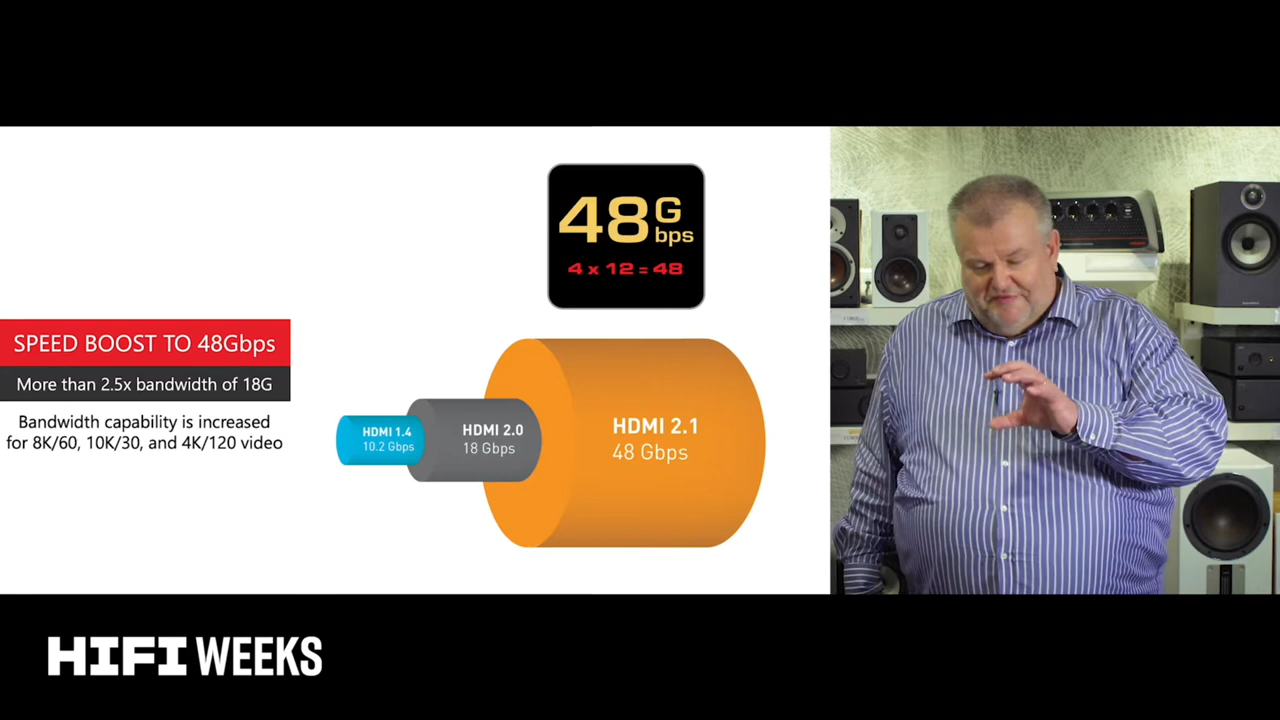 48G
bps
4 x 12 = 48
SPEED BOOST TO 48Gbps
More than 2.5x bandwidth of 18G
Bandwidth capability is increased
for 8K/60, 10K/30, and 4K/120 video
HDMI 1.4
10.2 Gbps
HDMI 2.0
18 Gbps
HDMI 2.1
48 Gbps
HIFI WEEKS